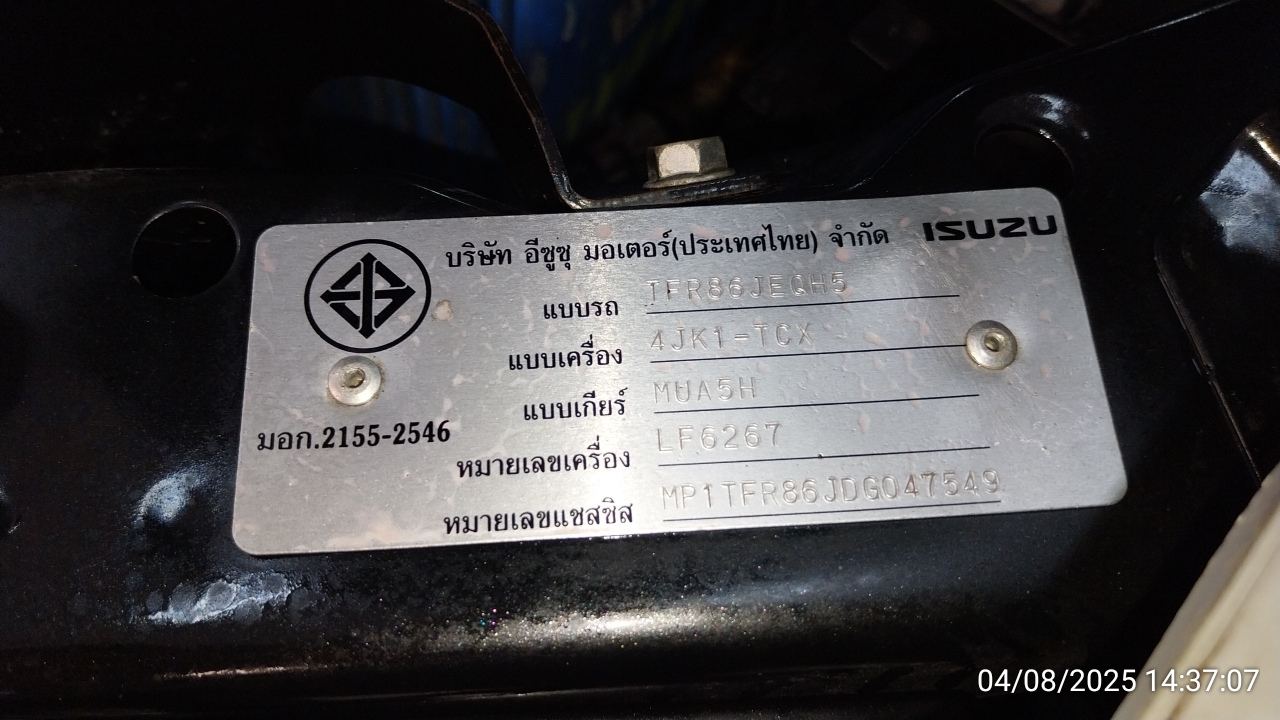 บริษัท อีซูซุ มอเตอร์(ประเทศไทย) จำกัด ISUZU
แบบรถ TFR86JEQH5
แบบเครื่อง 4JK1-TCX
แบบเกียร์ MUA5H
มอก.2155-2546
หมายเลขเครื่อง LF6267
หมายเลขแชสซิส MP1TFR86JDG047549
04/08/2025 14:37:07